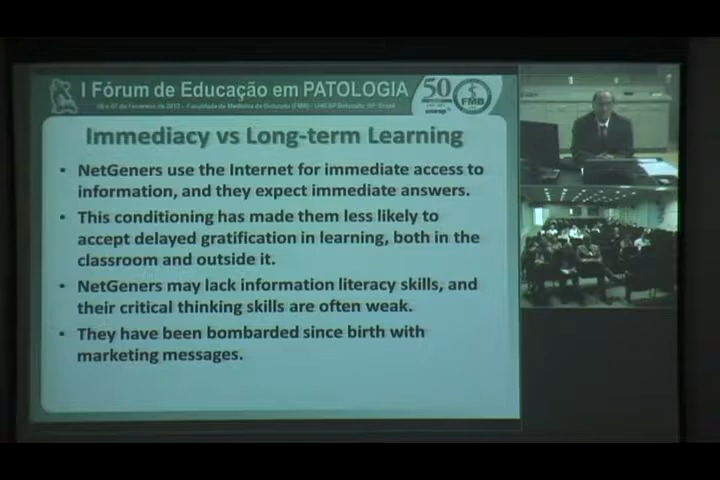 I Fórum de Educação em PATOLOGIA
50
FMB
Immediacy vs Long-term Learning
• NetGeners use the Internet for immediate access to
information, and they expect immediate answers.
• This conditioning has made them less likely to
accept delayed gratification in learning, both in the
classroom and outside it.
• NetGeners may lack information literacy skills, and
their critical thinking skills are often weak.
• They have been bombarded since birth with
marketing messages.